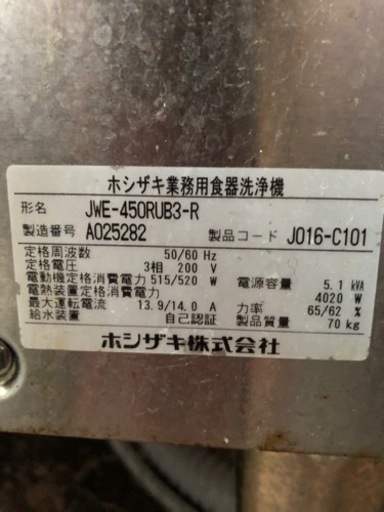 ホシザキ業務用食器洗浄機
形名 JWE-450RUB3-R
製造番号 A025282 製品コード J016-C101
定格周波数 50/60 Hz
定格電圧 3相 200 V
電動機定格消費電力 515/520 W 電源容量 5.1 kVA
電熱装置定格消費電力 4020 W
最大運転電流 13.9/14.0 A 力率 65/62 %
給水装置 自己認証 製品質量 70 kg
ホシザキ株式会社